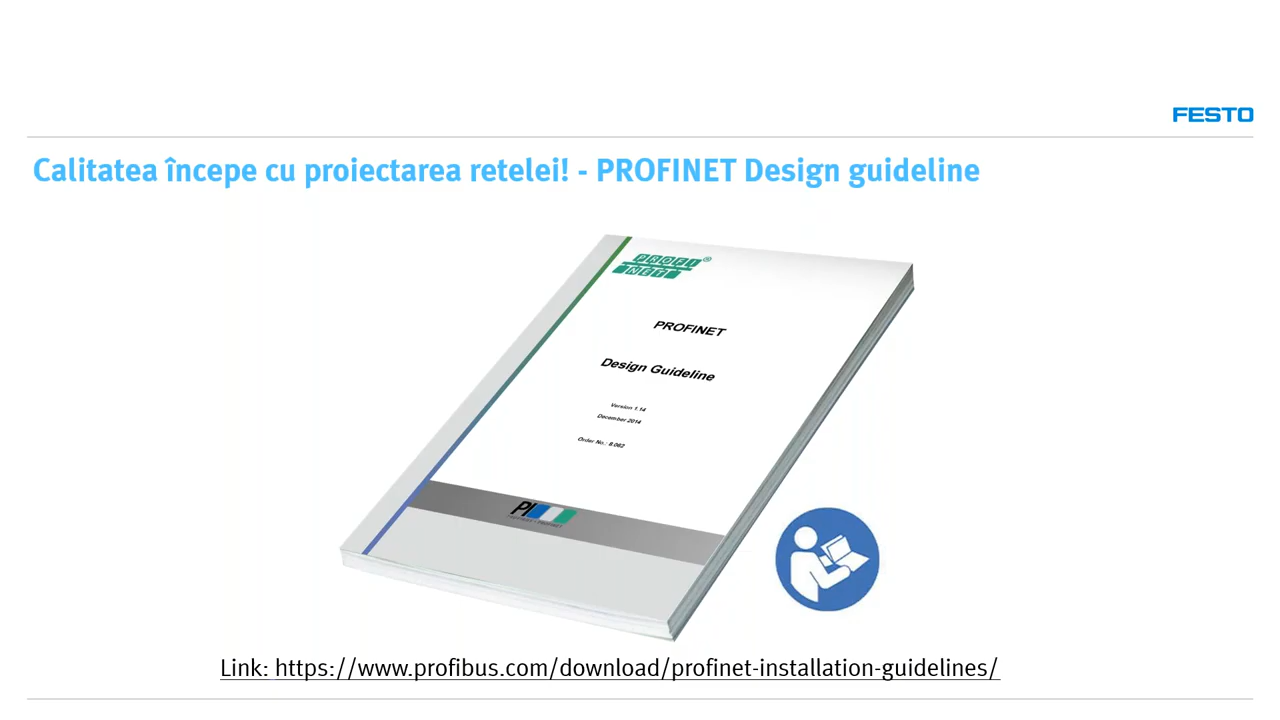 FESTO
Calitatea începe cu proiectarea retelei! - PROFINET Design guideline
PROFI
NET
®
PROFINET
Design Guideline
Version 1.14
December 2014
Order No.: 8.062
PI
Link: https://www.profibus.com/download/profinet-installation-guidelines/